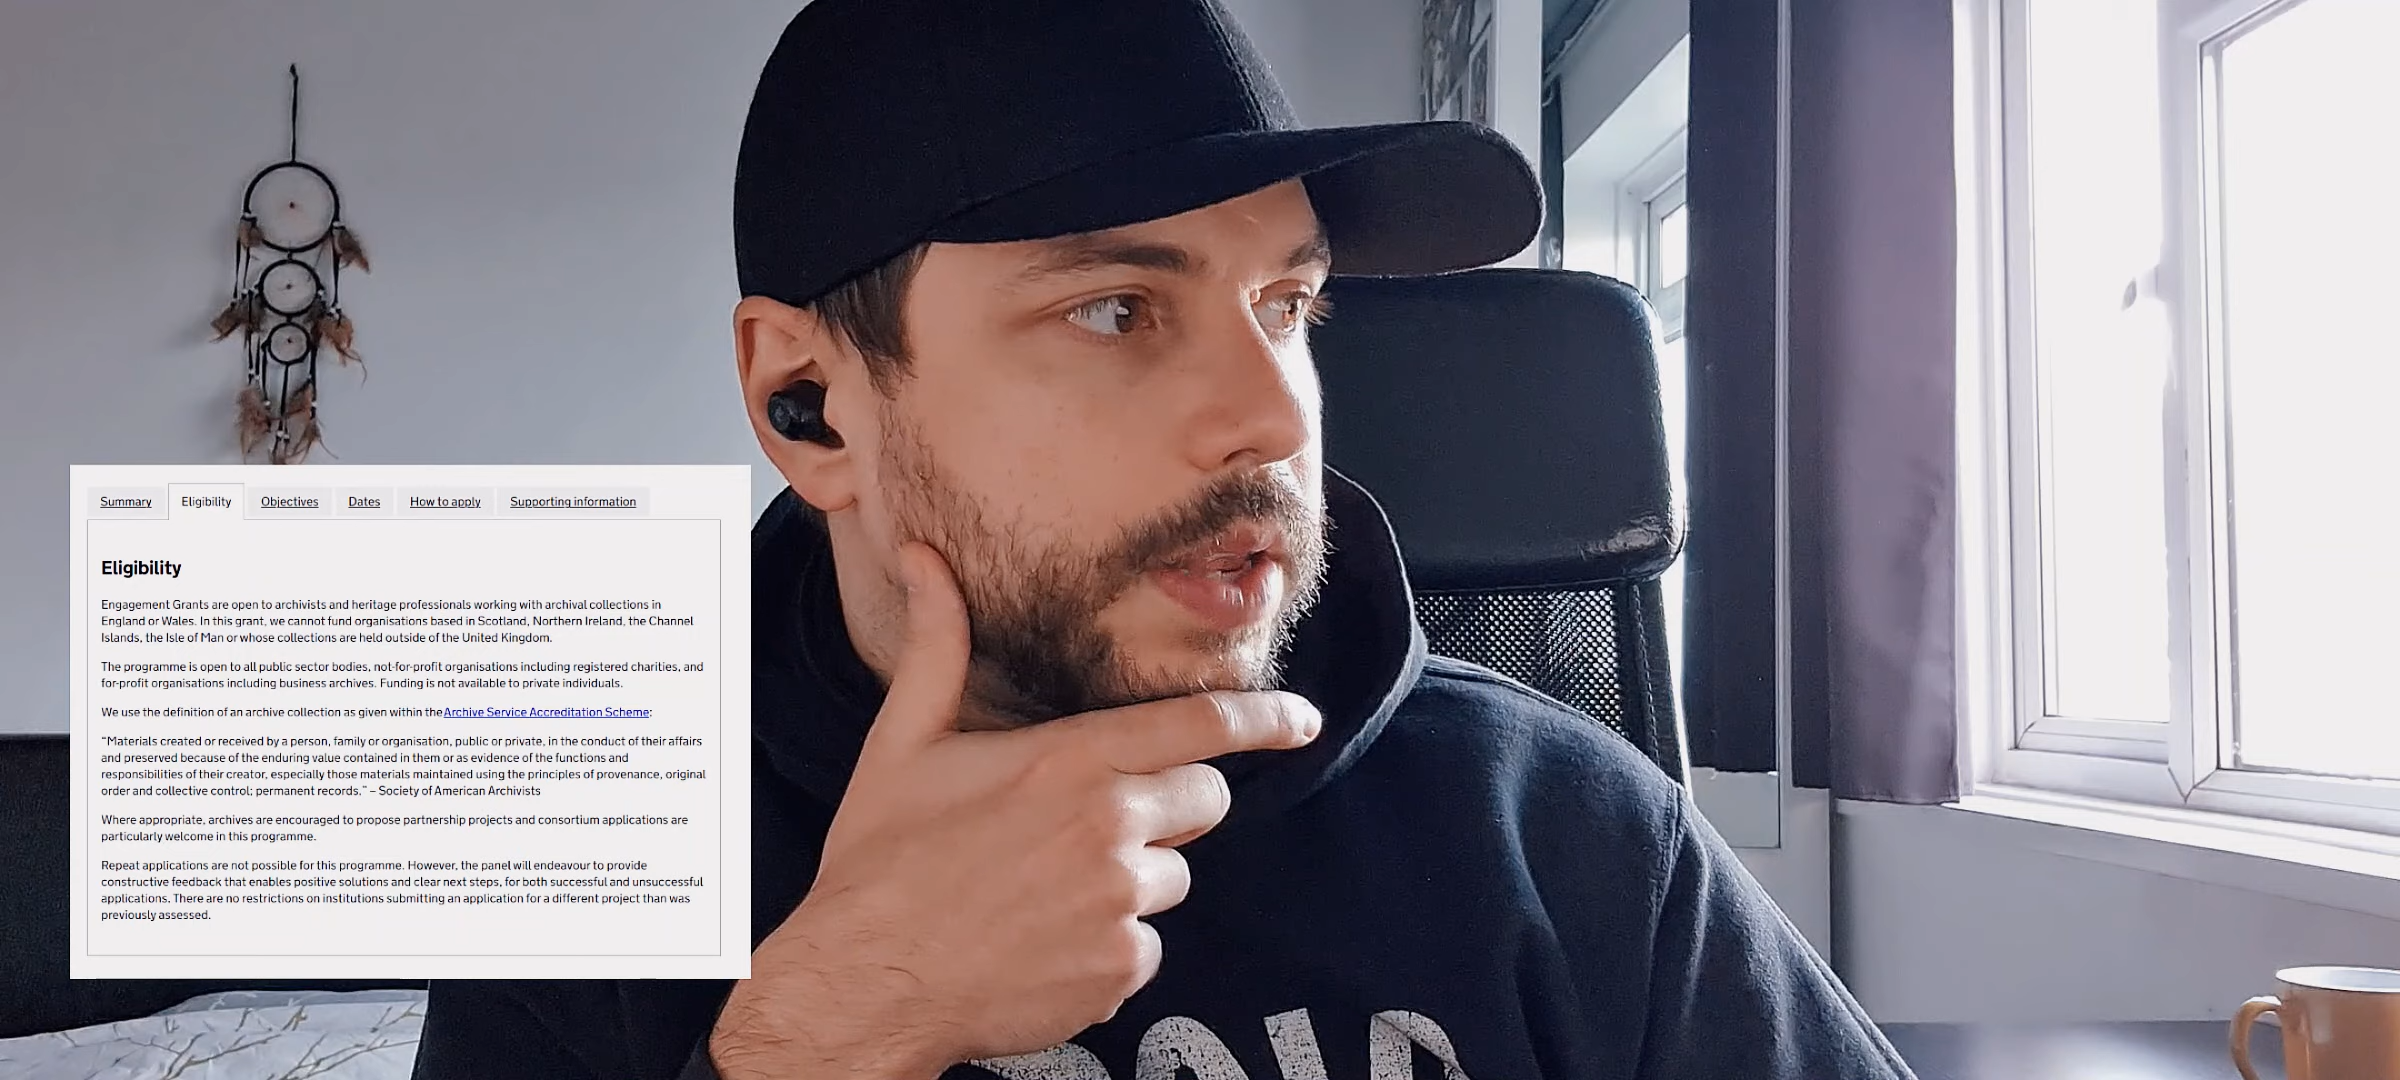 Summary Eligibility Objectives Dates How to apply Supporting information
Eligibility
Engagement Grants are open to archivists and heritage professionals working with archival collections in
England or Wales. In this grant, we cannot fund organisations based in Scotland, Northern Ireland, the Channel
Islands, the Isle of Man or whose collections are held outside of the United Kingdom.
The programme is open to all public sector bodies, not-for-profit organisations including registered charities, and
for-profit organisations including business archives. Funding is not available to private individuals.
We use the definition of an archive collection as given within the Archive Service Accreditation Scheme:
“Materials created or received by a person, family or organisation, public or private, in the conduct of their affairs
and preserved because of the enduring value contained in them or as evidence of the functions and
responsibilities of their creator, especially those materials maintained using the principles of provenance, original
order and collective control; permanent records.” – Society of American Archivists
Where appropriate, archives are encouraged to propose partnership projects and consortium applications are
particularly welcome in this programme.
Repeat applications are not possible for this programme. However, the panel will endeavour to provide
constructive feedback that enables positive solutions and clear next steps, for both successful and unsuccessful
applications. There are no restrictions on institutions submitting an application for a different project than was
previously assessed.